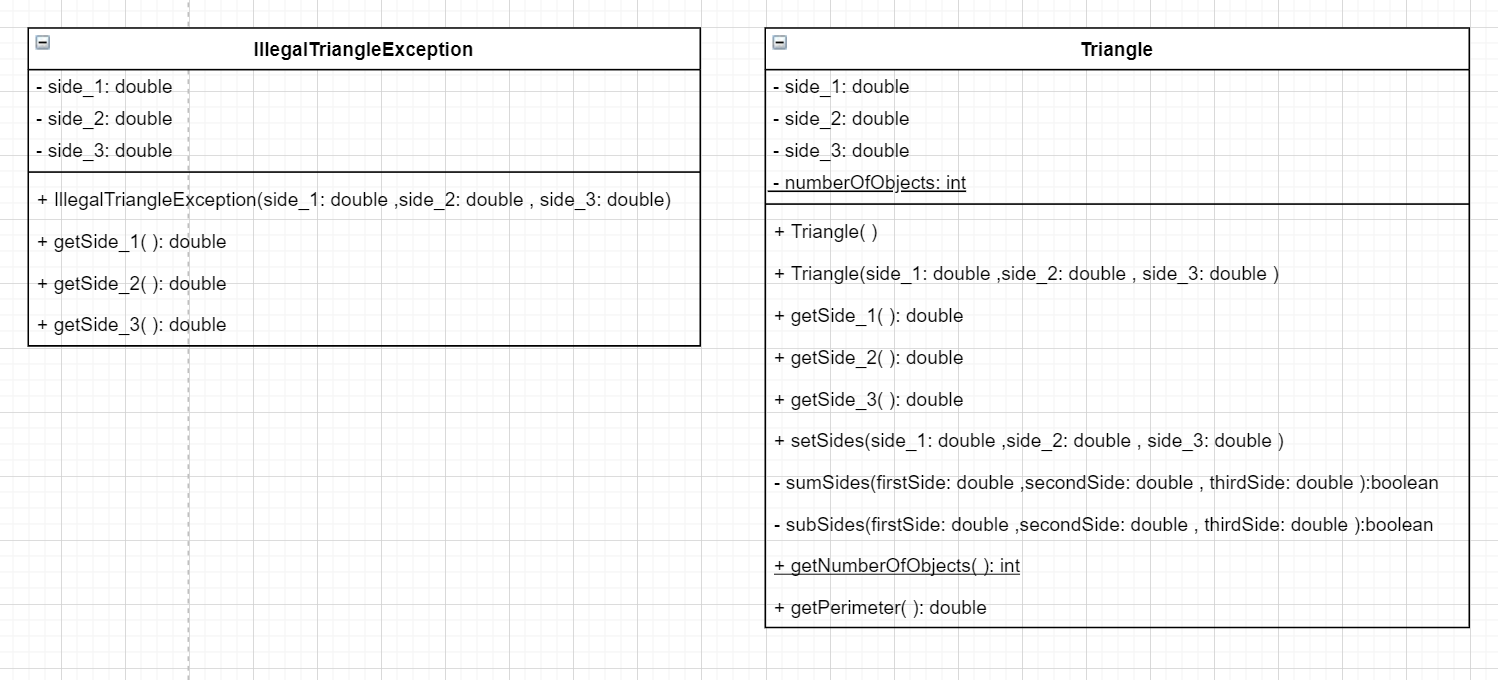 IllegalTriangleException
- side_1: double
- side_2: double
- side_3: double
+ IllegalTriangleException(side_1: double ,side_2: double , side_3: double)
+ getSide_1( ): double
+ getSide_2( ): double
+ getSide_3( ): double
Triangle
- side_1: double
- side_2: double
- side_3: double
- numberOfObjects: int
+ Triangle( )
+ Triangle(side_1: double ,side_2: double , side_3: double )
+ getSide_1( ): double
+ getSide_2( ): double
+ getSide_3( ): double
+ setSides(side_1: double ,side_2: double , side_3: double )
- sumSides(firstSide: double ,secondSide: double , thirdSide: double ):boolean
- subSides(firstSide: double ,secondSide: double , thirdSide: double ):boolean
+ getNumberOfObjects( ): int
+ getPerimeter( ): double